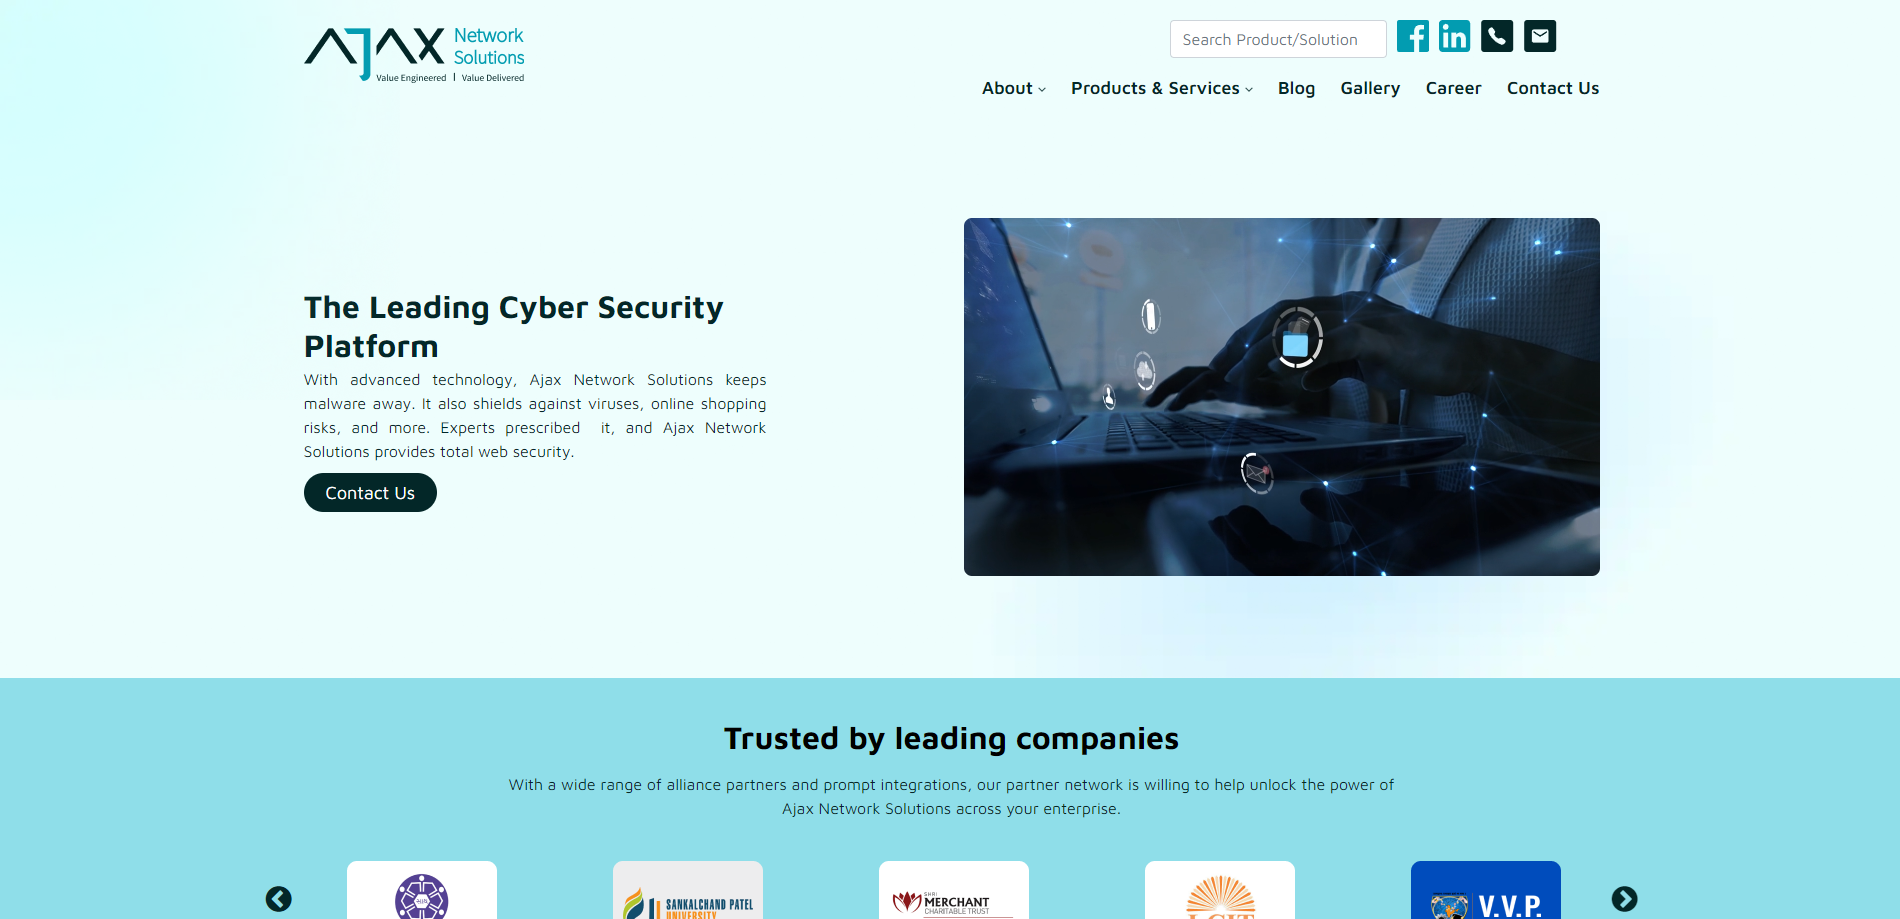 AJAX Network Solutions
Value Engineered | Value Delivered
Search Product/Solution
About
Products & Services
Blog
Gallery
Career
Contact Us
The Leading Cyber Security
Platform
With advanced technology, Ajax Network Solutions keeps
malware away. It also shields against viruses, online shopping
risks, and more. Experts prescribed it, and Ajax Network
Solutions provides total web security.
Contact Us
Trusted by leading companies
With a wide range of alliance partners and prompt integrations, our partner network is willing to help unlock the power of
Ajax Network Solutions across your enterprise.
SANKALCHAND PATEL
UNIVERSITY
SHRI
MERCHANT
CHARITABLE TRUST
V.V.P.